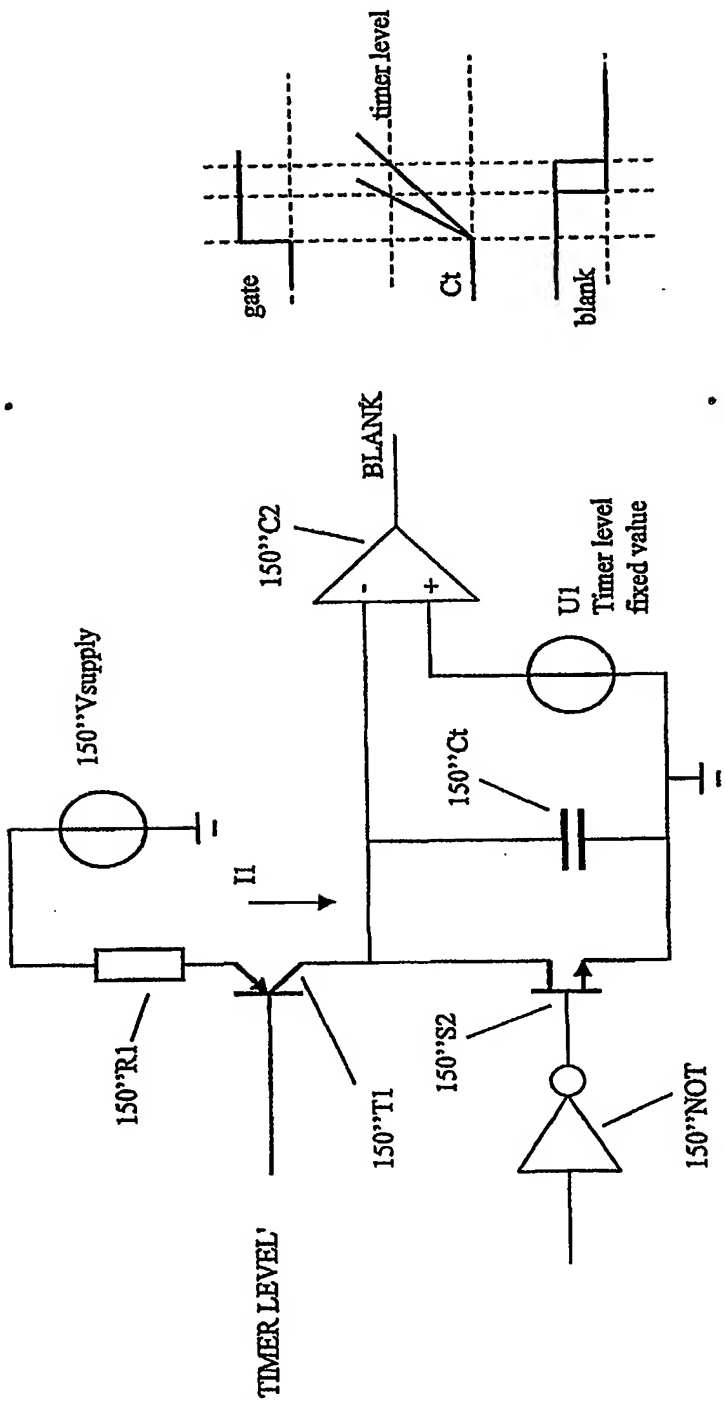 gate
timer level
Ct
blank
150"Vsupply
I1
150"R1
150"T1
TIMER LEVEL'
150"C2
BLANK
-
+
U1
Timer level
fixed value
150"Ct
150"S2
150"NOT